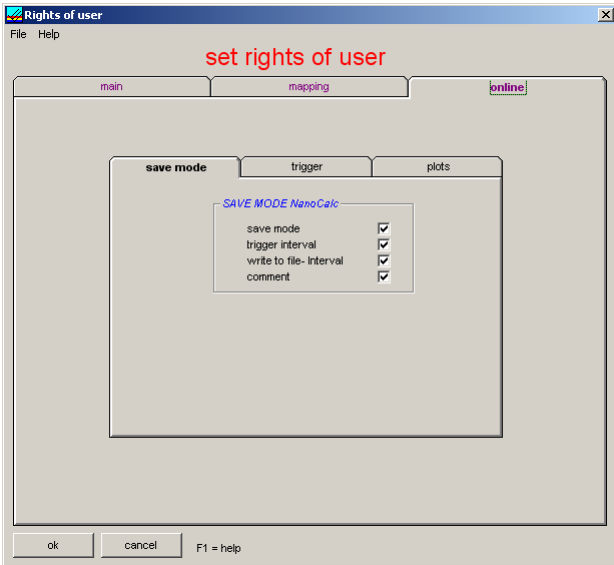 Rights of user
File Help
set rights of user
main mapping online
save mode trigger plots
SAVE MODE NanoCalc
save mode
trigger interval
write to file- Interval
comment
ok cancel F1 = help